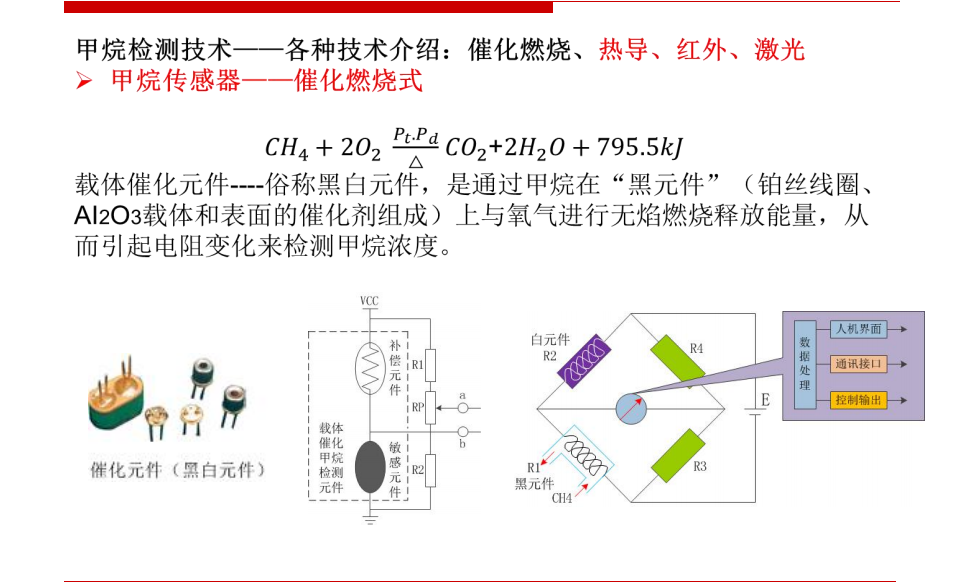 甲烷检测技术——各种技术介绍：催化燃烧、热导、红外、激光
➢ 甲烷传感器——催化燃烧式
CH₄ + 2O₂ Pt.Pd △ CO₂+2H₂O + 795.5kJ
载体催化元件----俗称黑白元件，是通过甲烷在“黑元件”（铂丝线圈、
Al2O3载体和表面的催化剂组成）上与氧气进行无焰燃烧释放能量，从
而引起电阻变化来检测甲烷浓度。
催化元件（黑白元件）
VCC
补偿元件
R1
RP
a
b
载体
催化
甲烷
检测
元件
敏感元件
R2
白元件
R2
R4
E
R1
黑元件
CH4
R3
数据处理
人机界面
通讯接口
控制输出